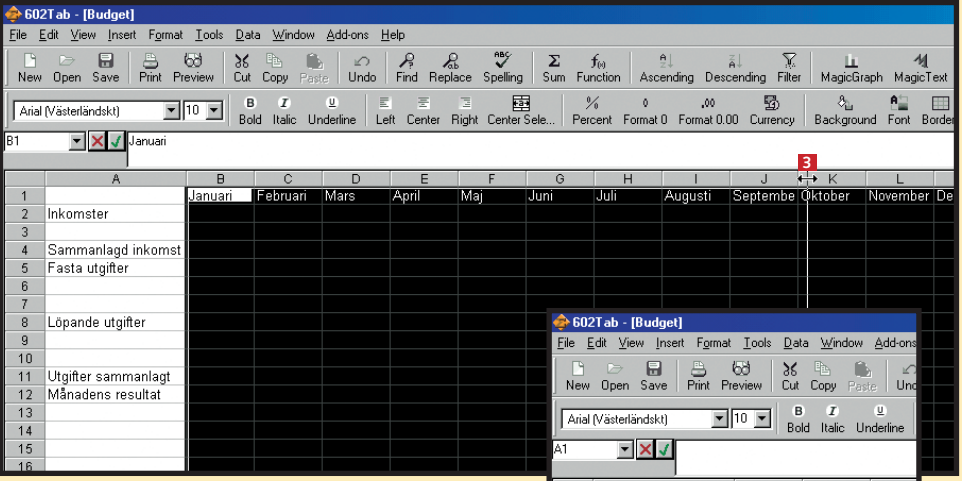 602Tab - [Budget]
File Edit View Insert Format Tools Data Window Add-ons Help
New Open Save Print Preview Cut Copy Paste Undo Find Replace Spelling Sum Function Ascending Descending Filter MagicGraph MagicText
Arial (Västerländskt) 10 Bold Italic Underline Left Center Right Center Sele... Percent Format 0 Format 0.00 Currency Background Font Border
B1 Januari
3
A B C D E F G H I J K L
1 Januari Februari Mars April Maj Juni Juli Augusti Septembe Oktober November De
2 Inkomster
3
4 Sammanlagd inkomst
5 Fasta utgifter
6
7
8 Löpande utgifter
9
10
11 Utgifter sammanlagt
12 Månadens resultat
13
14
15
16
602Tab - [Budget]
File Edit View Insert Format Tools Data Window Add-ons
New Open Save Print Preview Cut Copy Paste Und
Arial (Västerländskt) 10 Bold Italic Underline
A1